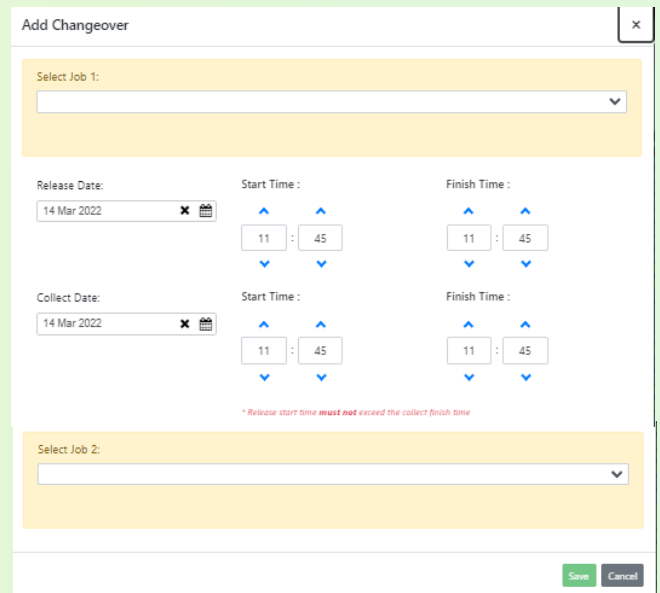 Add Changeover ×
Select Job 1:
Release Date: Start Time : Finish Time :
14 Mar 2022 11 : 45 11 : 45
Collect Date: Start Time : Finish Time :
14 Mar 2022 11 : 45 11 : 45
* Release start time must not exceed the collect finish time
Select Job 2:
Save Cancel